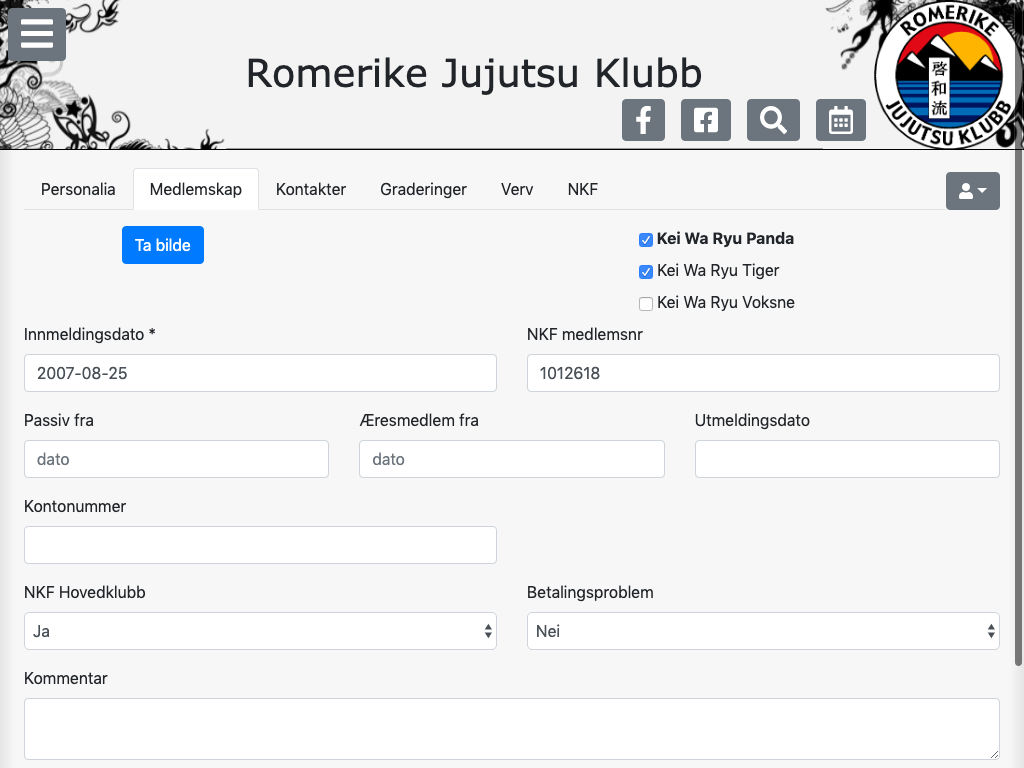 Romerike Jujutsu Klubb
ROMERIKE
啓和流
JUJUTSU KLUBB
Personalia Medlemskap Kontakter Graderinger Verv NKF
Ta bilde
Kei Wa Ryu Panda
Kei Wa Ryu Tiger
Kei Wa Ryu Voksne
Innmeldingsdato * NKF medlemsnr
2007-08-25 1012618
Passiv fra Æresmedlem fra Utmeldingsdato
dato dato
Kontonummer
NKF Hovedklubb Betalingsproblem
Ja Nei
Kommentar